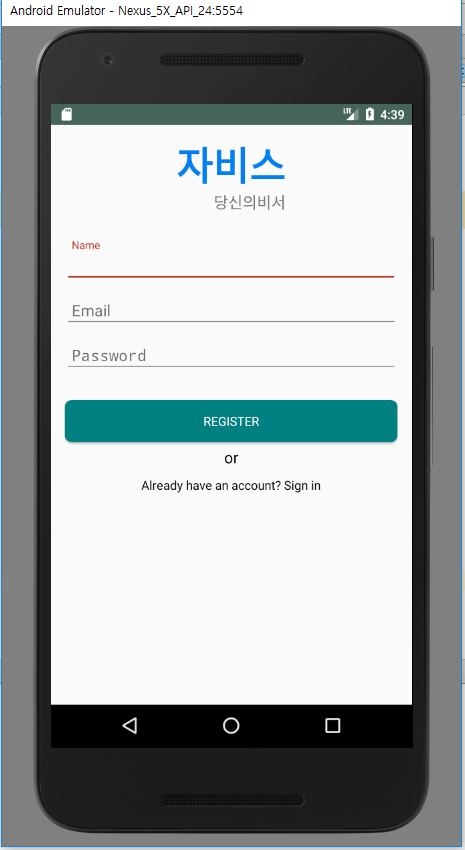 Android Emulator - Nexus_5X_API_24:5554
LTE 4:39
자비스
당신의비서
Name
Email
Password
REGISTER
or
Already have an account? Sign in